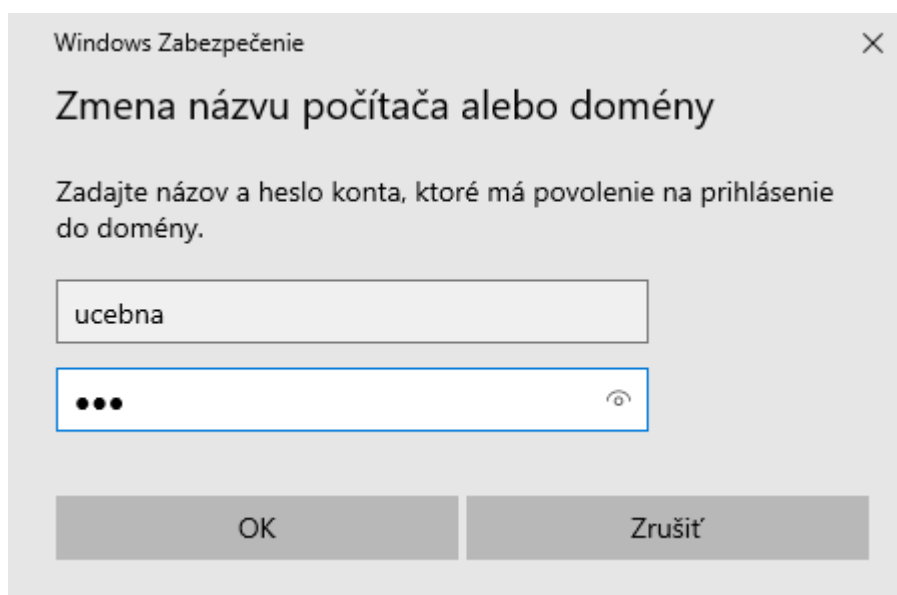 Windows Zabezpečenie
Zmena názvu počítača alebo domény
Zadajte názov a heslo konta, ktoré má povolenie na prihlásenie
do domény.
ucebna
●●●
OK
Zrušiť